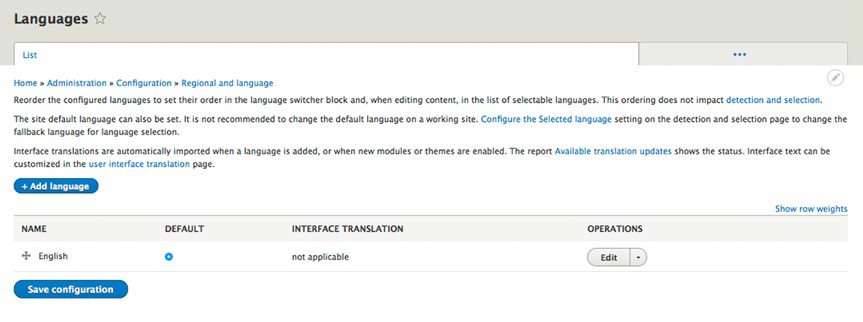 Languages
List
Home » Administration » Configuration » Regional and language
Reorder the configured languages to set their order in the language switcher block and, when editing content, in the list of selectable languages. This ordering does not impact detection and selection.
The site default language can also be set. It is not recommended to change the default language on a working site. Configure the Selected language setting on the detection and selection page to change the
fallback language for language selection.
Interface translations are automatically imported when a language is added, or when new modules or themes are enabled. The report Available translation updates shows the status. Interface text can be
customized in the user interface translation page.
+ Add language
Show row weights
NAME DEFAULT INTERFACE TRANSLATION OPERATIONS
English not applicable Edit
Save configuration